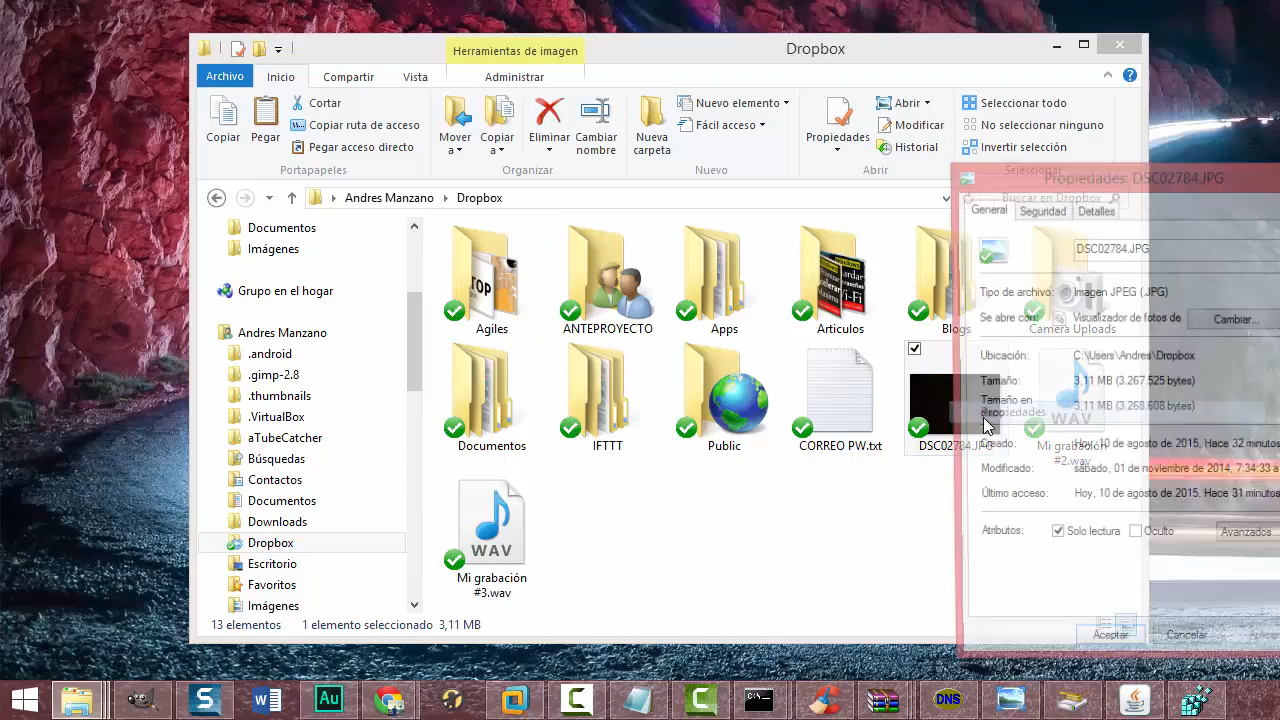 Herramientas de imagen
Dropbox
Archivo
Inicio
Compartir
Vista
Administrar
Copiar
Pegar
Cortar
Copiar ruta de acceso
Pegar acceso directo
Portapapeles
Mover a
Copiar a
Eliminar
Cambiar nombre
Organizar
Nueva carpeta
Nuevo elemento
Fácil acceso
Nuevo
Propiedades
Abrir
Modificar
Historial
Abrir
Seleccionar todo
No seleccionar ninguno
Invertir selección
Seleccionar
Andres Manzano
Dropbox
Buscar en Dropbox
Documentos
Imágenes
Grupo en el hogar
Andres Manzano
.android
.gimp-2.8
.thumbnails
.VirtualBox
aTubeCatcher
Búsquedas
Contactos
Documentos
Downloads
Dropbox
Escritorio
Favoritos
Imágenes
Agiles
ANTEPROYECTO
Apps
Articulos
Blogs
Camera Uploads
Documentos
IFTTT
Public
CORREO PW.txt
DSC02784.JPG
WAV
Mi grabación
#2.wav
WAV
Mi grabación
#3.wav
13 elementos
1 elemento seleccionado 3,11 MB
Propiedades: DSC02784.JPG
General
Seguridad
Detalles
DSC02784.JPG
Tipo de archivo: Imagen JPEG (.JPG)
Se abre con: Visualizador de fotos de
Cambiar...
Ubicación: C:\Users\Andres\Dropbox
Tamaño: 3,11 MB (3.267.525 bytes)
Tamaño en
3,11 MB (3.268.608 bytes)
Propiedades
Creado: Hoy, 10 de agosto de 2015, Hace 32 minutos
Modificado: sábado, 01 de noviembre de 2014, 7:34:33 a
Último acceso: Hoy, 10 de agosto de 2015, Hace 31 minutos
Atributos: Solo lectura
Oculto
Avanzados...
Aceptar
Cancelar
S
W
Au
C
C
DNS